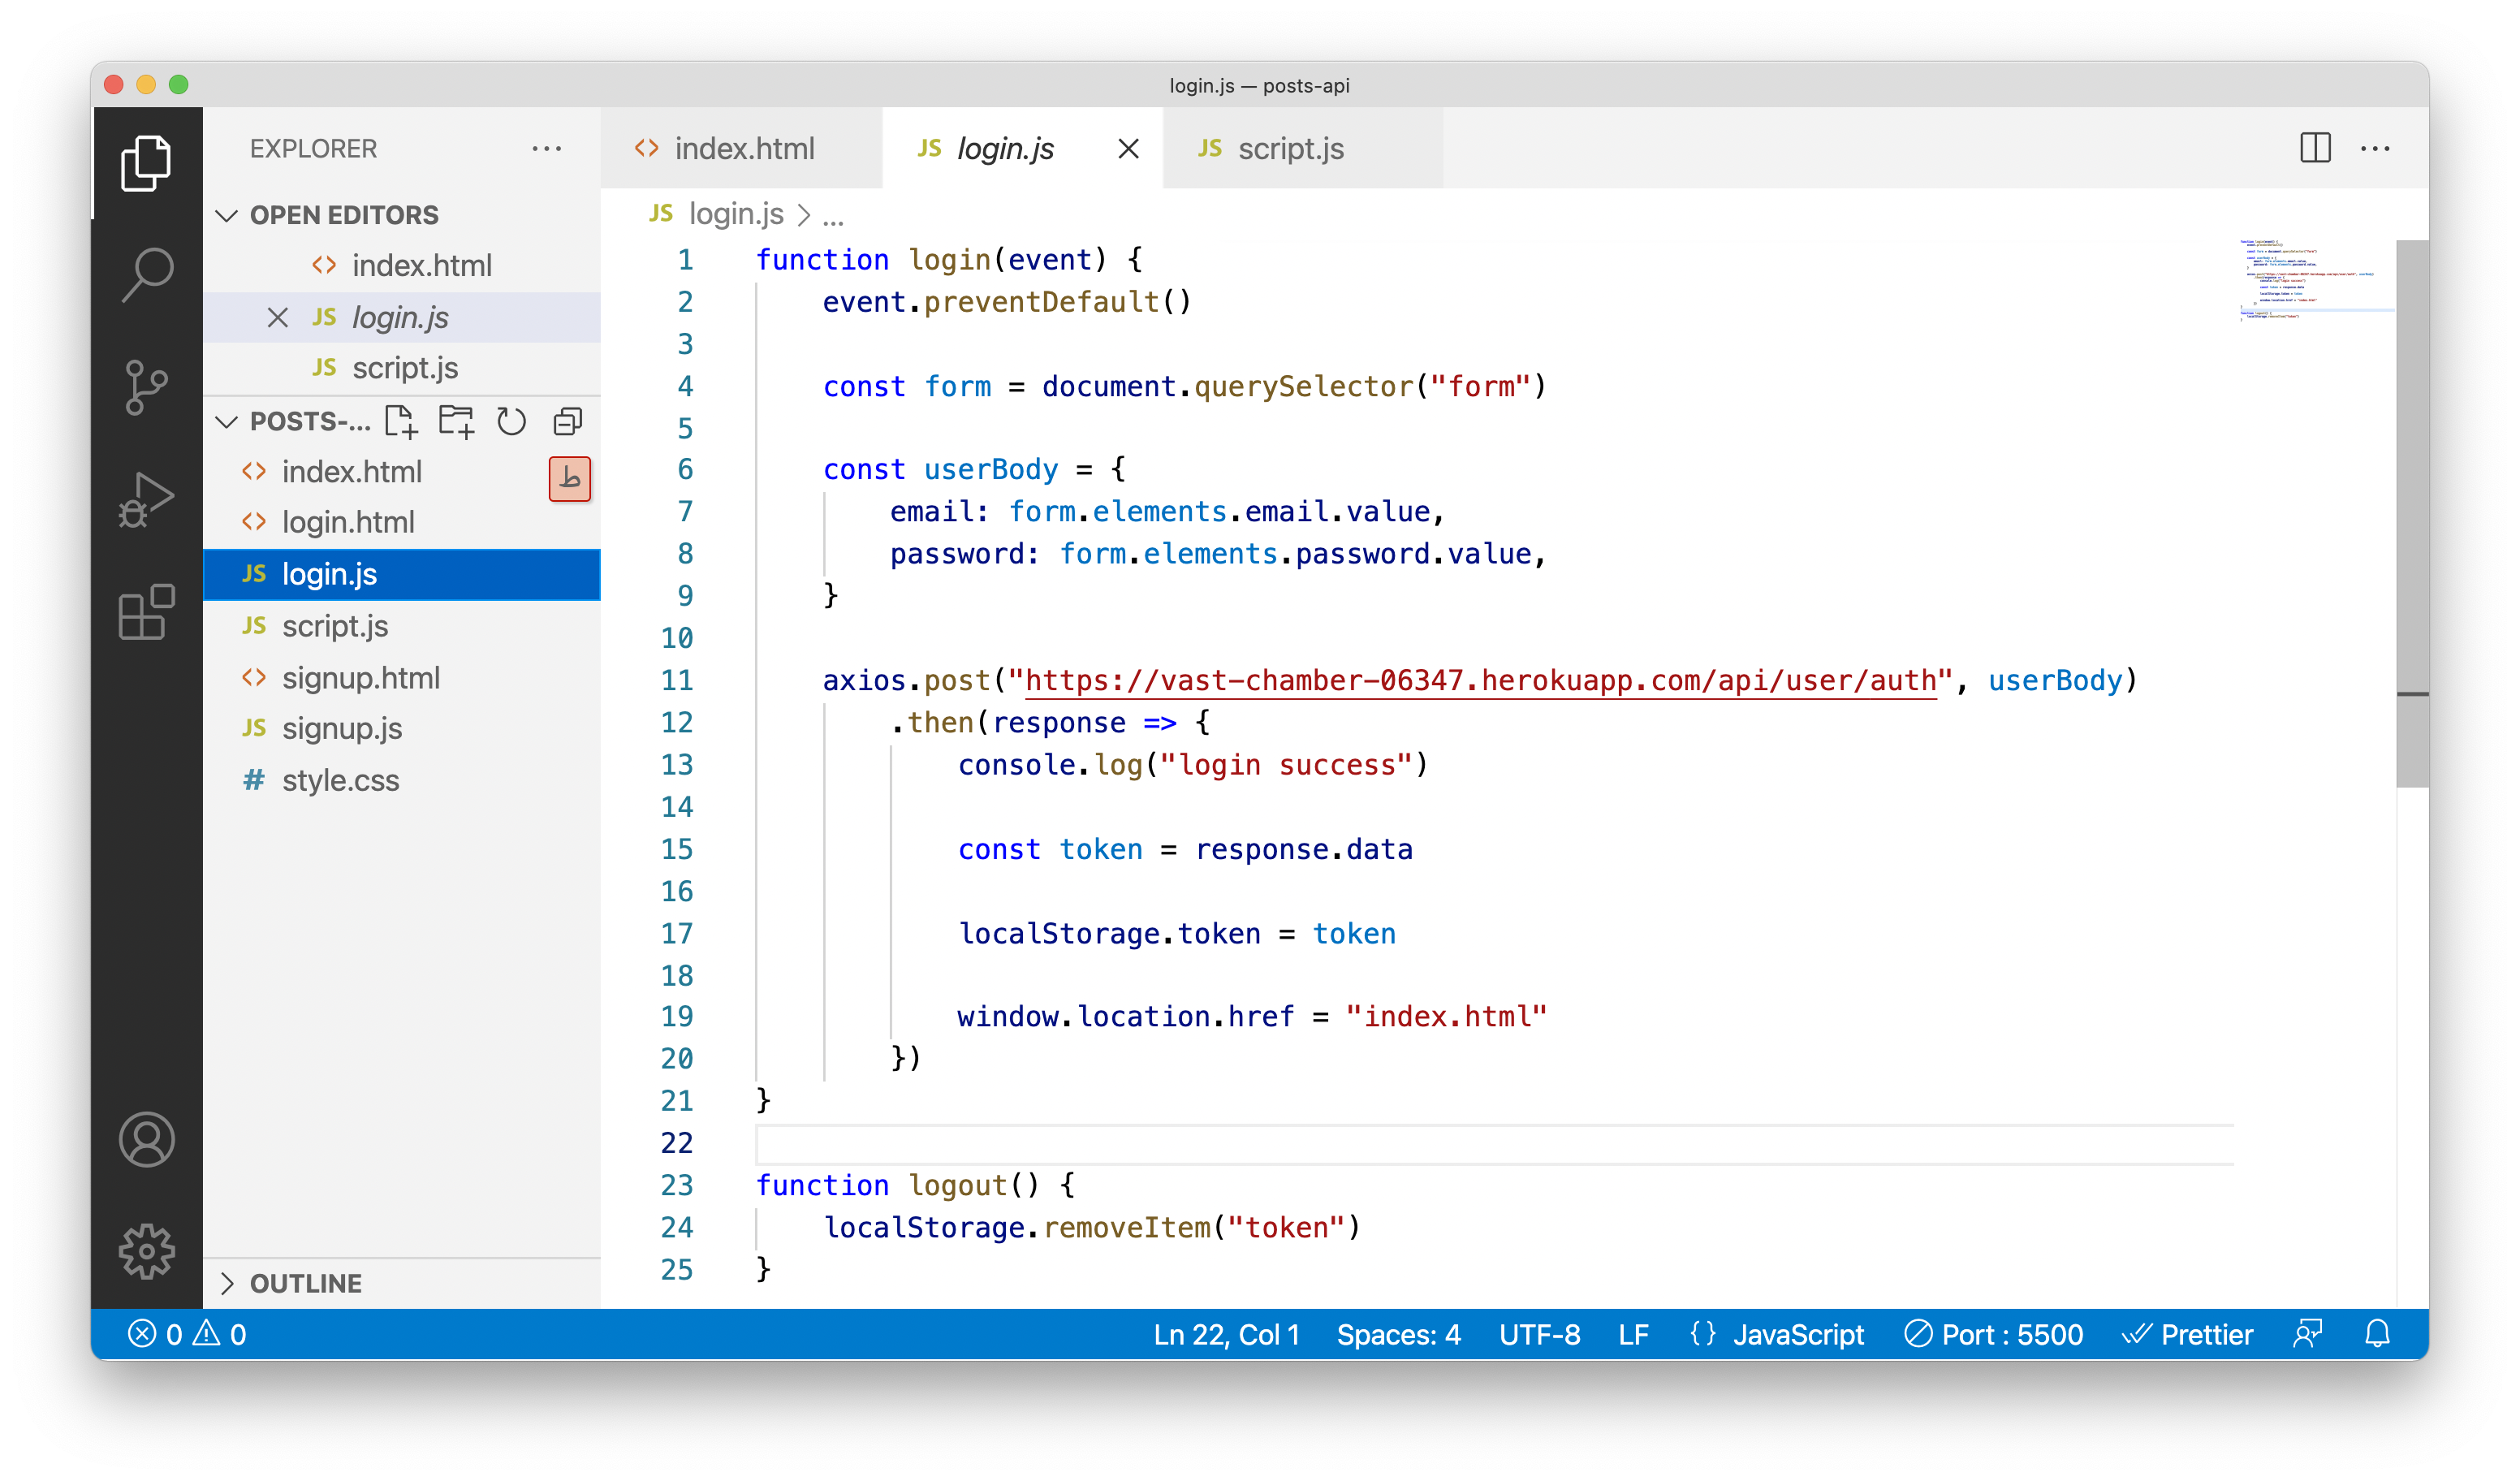 login.js — posts-api
EXPLORER
OPEN EDITORS
index.html
JS login.js
JS script.js
POSTS-...
index.html
ط
login.html
JS login.js
JS script.js
signup.html
JS signup.js
# style.css
OUTLINE
index.html
JS login.js
JS script.js
JS login.js > ...
1 function login(event) {
2     event.preventDefault()
3
4     const form = document.querySelector("form")
5
6     const userBody = {
7         email: form.elements.email.value,
8         password: form.elements.password.value,
9     }
10
11     axios.post("https://vast-chamber-06347.herokuapp.com/api/user/auth", userBody)
12         .then(response => {
13             console.log("login success")
14
15             const token = response.data
16
17             localStorage.token = token
18
19             window.location.href = "index.html"
20         })
21 }
22
23 function logout() {
24     localStorage.removeItem("token")
25 }
0 0 Ln 22, Col 1 Spaces: 4 UTF-8 LF {} JavaScript Port : 5500 Prettier